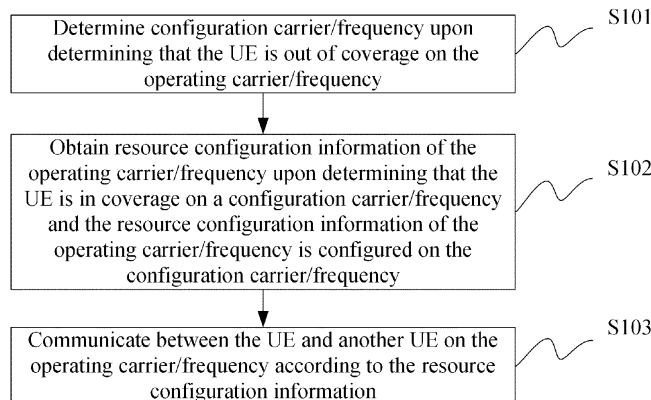 Determine configuration carrier/frequency upon
determining that the UE is out of coverage on the
operating carrier/frequency
S101
Obtain resource configuration information of the
operating carrier/frequency upon determining that the
UE is in coverage on a configuration carrier/frequency
and the resource configuration information of the
operating carrier/frequency is configured on the
configuration carrier/frequency
S102
Communicate between the UE and another UE on the
operating carrier/frequency according to the resource
configuration information
S103